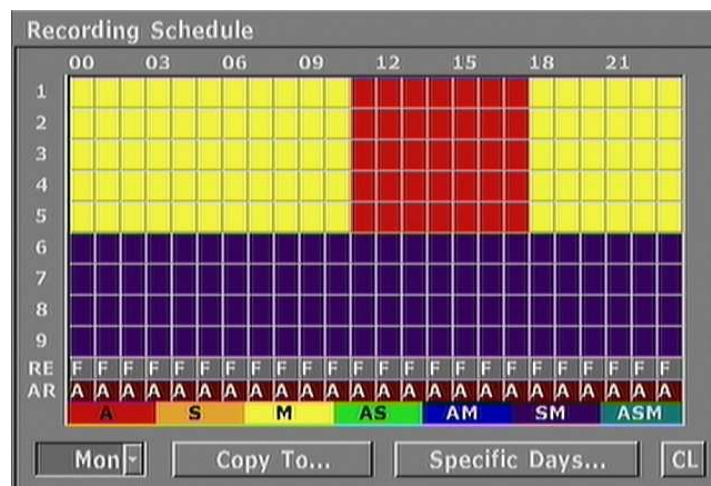 Recording Schedule
00 03 06 09 12 15 18 21
1
2
3
4
5
6
7
8
9
RE F F F F F F F F F F F F F F F F F F F F F F F F
AR A A A A A A A A A A A A A A A A A A A A A A A A
A S M AS AM SM ASM
Mon Copy To... Specific Days... CL